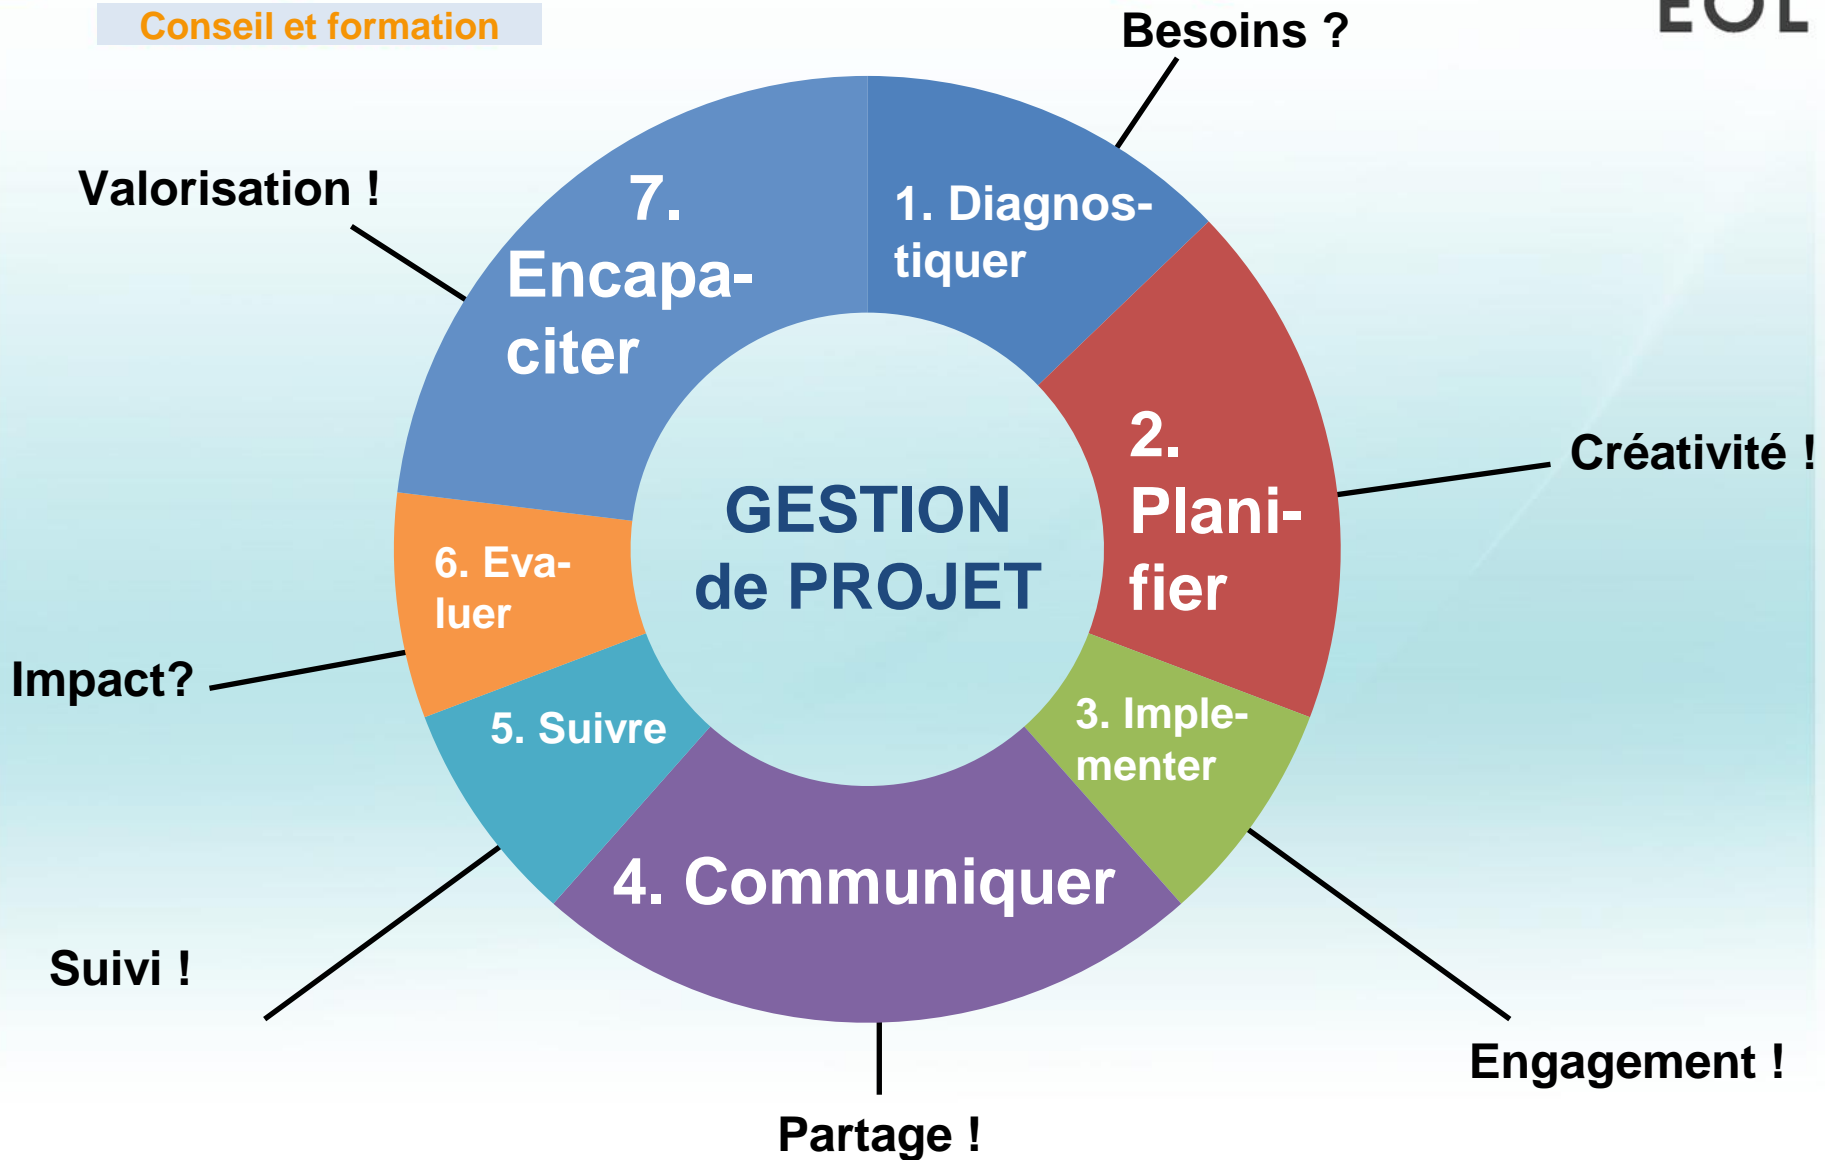 Conseil et formation
EOL
Besoins ?
Valorisation !
7.
Encapa-
citer
1. Diagnos-
tiquer
2.
Plani-
fier
Créativité !
GESTION
de PROJET
6. Eva-
luer
Impact?
5. Suivre
3. Imple-
menter
4. Communiquer
Suivi !
Engagement !
Partage !